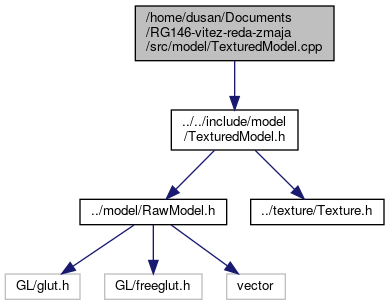 /home/dusan/Documents
/RG146-vitez-reda-zmaja
/src/model/TexturedModel.cpp
../../include/model
/TexturedModel.h
../model/RawModel.h
../texture/Texture.h
GL/glut.h
GL/freeglut.h
vector